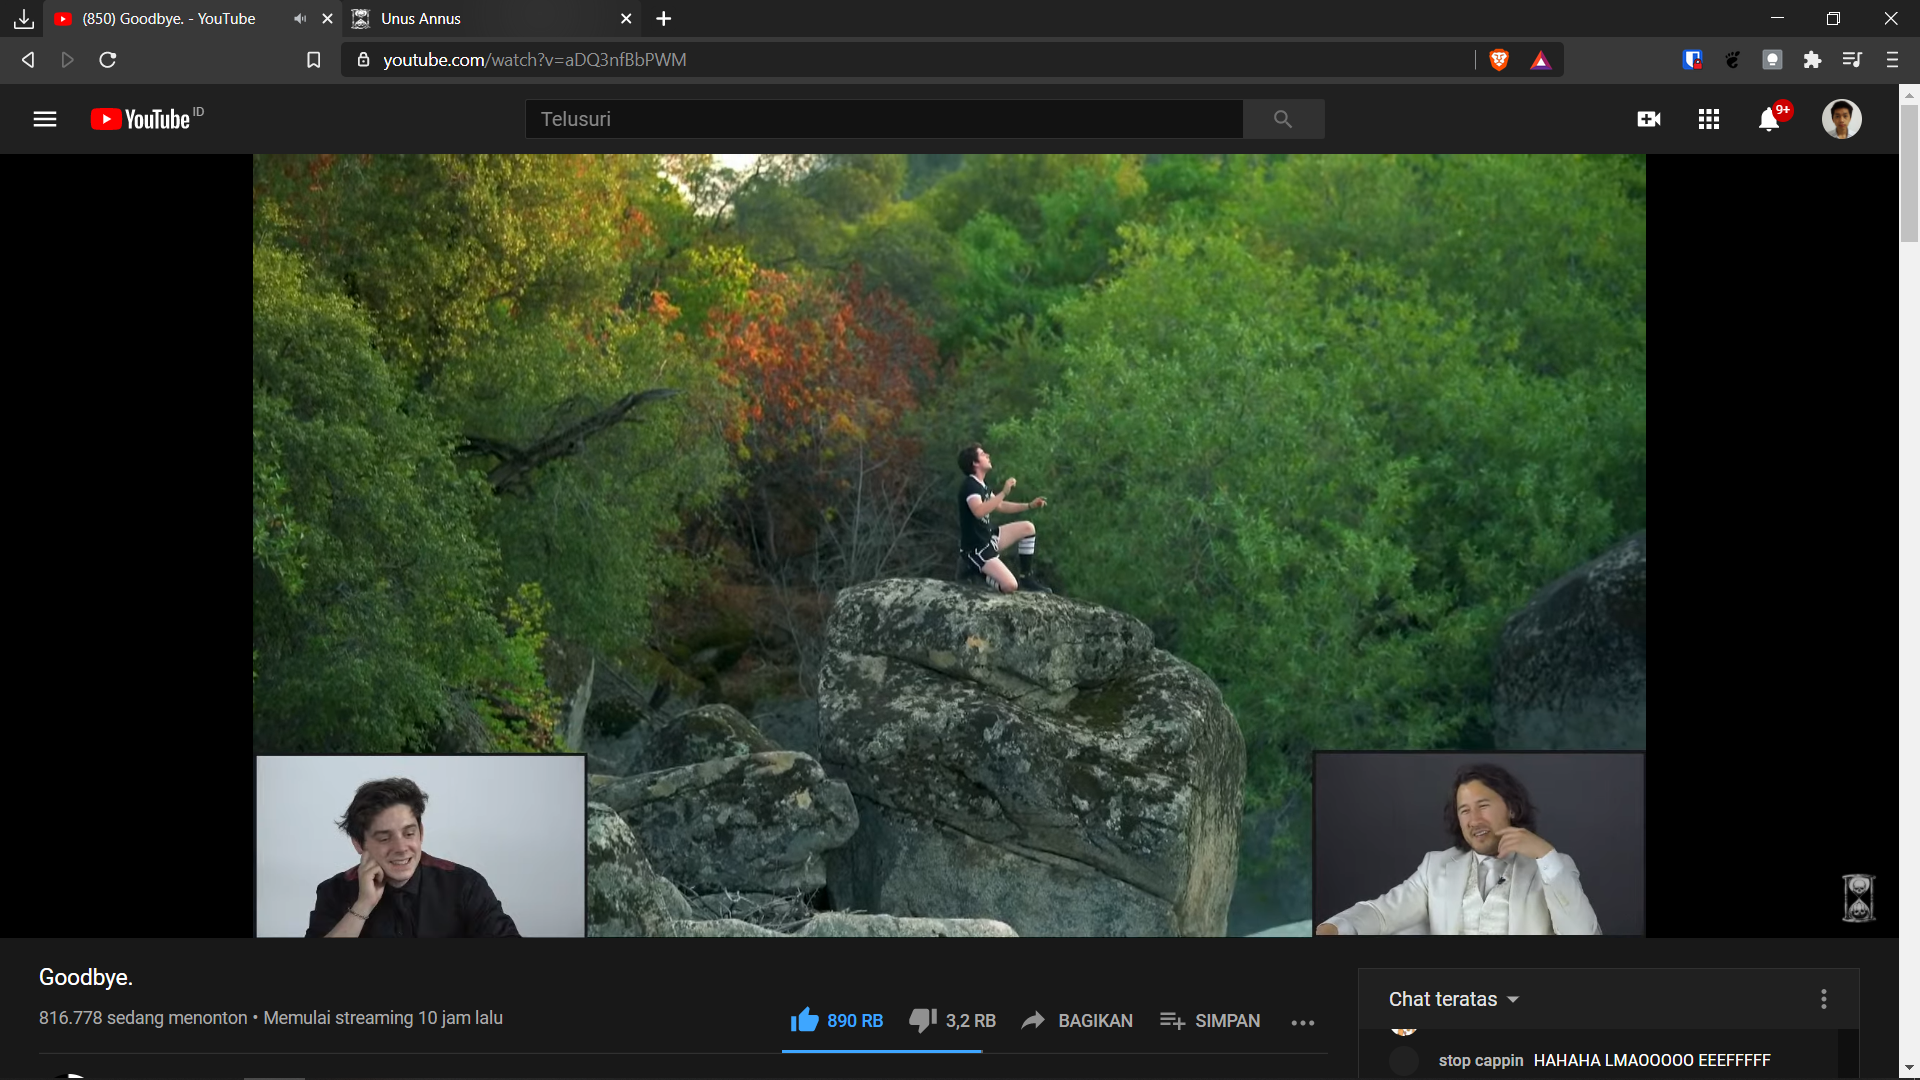 (850) Goodbye. - YouTube
Unus Annus
youtube.com/watch?v=aDQ3nfBbPWM
YouTube ID
Telusuri
9+
Goodbye.
816.778 sedang menonton • Memulai streaming 10 jam lalu
890 RB
3,2 RB
BAGIKAN
SIMPAN
Chat teratas
stop cappin HAHAHA LMAOOOOO EEEFFFFF